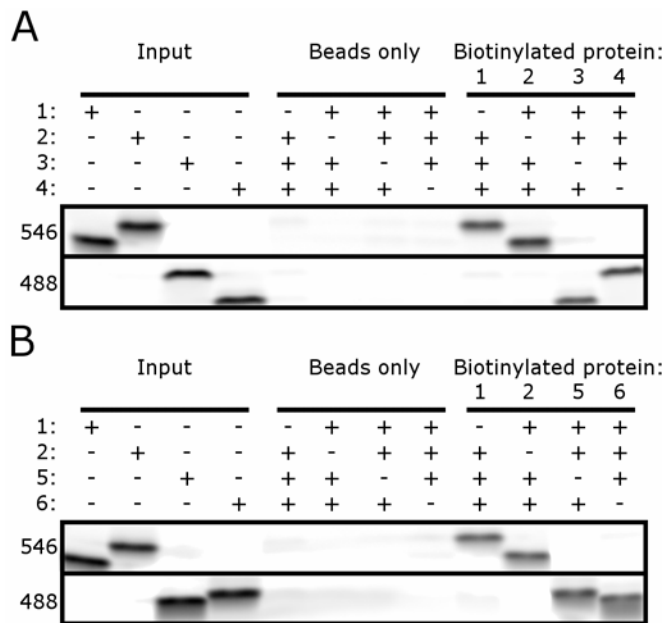 A
Input Beads only Biotinylated protein:
1 2 3 4
1: + - - - - + + + - + + +
2: - + - - + - + + + - + +
3: - - + - + + - + + + - +
4: - - - + + + + - + + + -
546
488
B
Input Beads only Biotinylated protein:
1 2 5 6
1: + - - - - + + + - + + +
2: - + - - + - + + + - + +
5: - - + - + + - + + + - +
6: - - - + + + + - + + + -
546
488